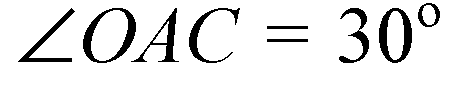 ∠OAC = 30°